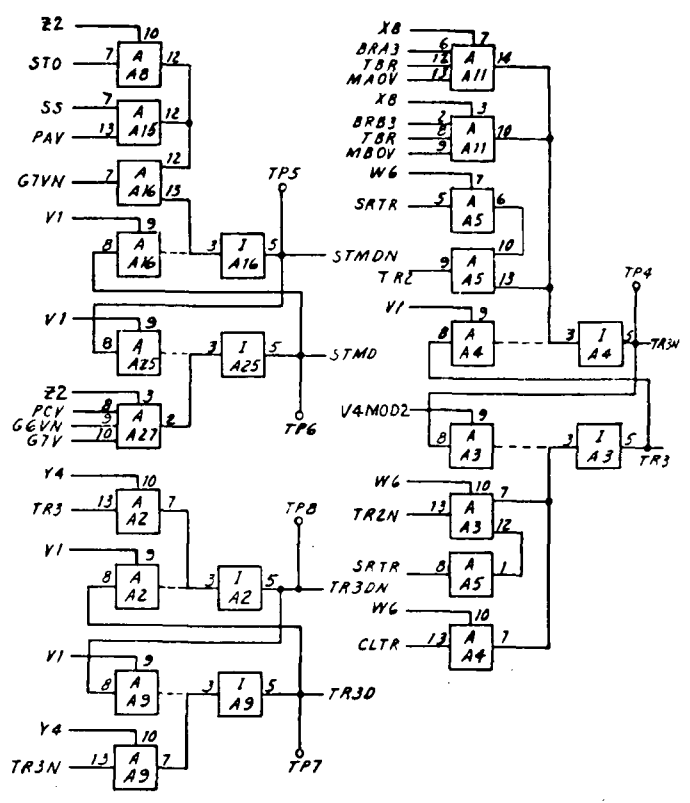 Z2
10
STO 7 A A8 12
SS 7 A A15 12
PAV 13
G7VN 7 A A16 12
13
V1 9
8 A A16 3 I A16 5 STMDN
TP5
V1 9
8 A A25 3 I A25 5 STMD
TP6
Z2 3
PCV 8 A A27 2
G6VN 9
G7V 10
Y4 10
TR3 13 A A2 7
V1 9
8 A A2 3 I A2 5 TR3DN
TP8
V1 9
8 A A9 3 I A9 5 TR3D
TP7
Y4 10
TR3N 13 A A9 7
X8 7
BRA3 6 A A11 14
TBR 12
MAOV 13
X8 3
BRB3 2 A A11 10
TBR 8
MBOV 9
W6 7
SRTR 5 A A5 6
10
TR2 9 A A5 13
V1 9
8 A A4 3 I A4 5 TR3N
TP4
V4MOD2 9
8 A A3 3 I A3 5 TR3
W6 10
TR2N 13 A A3 7
12
SRTR 8 A A5 1
W6 10
CLTR 13 A A4 7